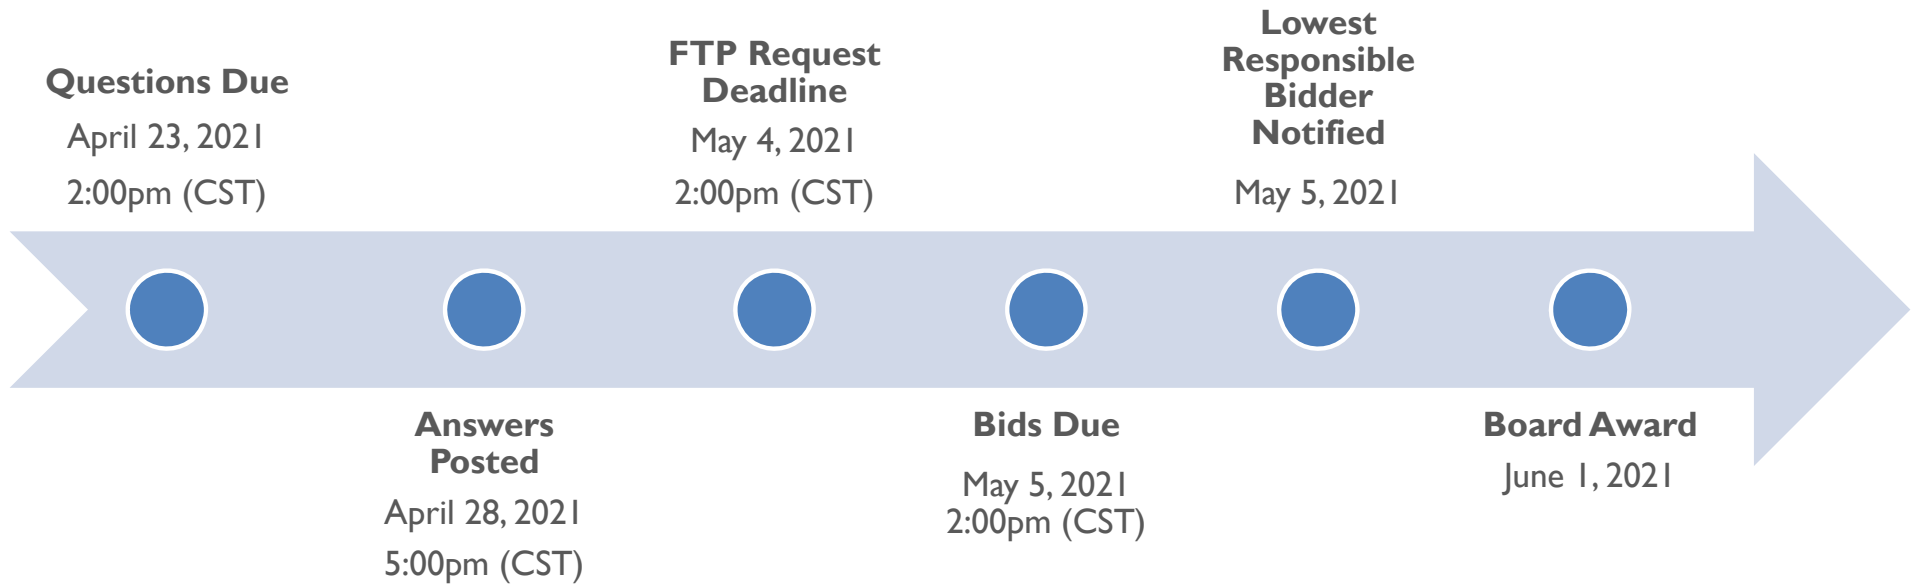 Questions Due
April 23, 2021
2:00pm (CST)
Answers
Posted
April 28, 2021
5:00pm (CST)
FTP Request
Deadline
May 4, 2021
2:00pm (CST)
Bids Due
May 5, 2021
2:00pm (CST)
Lowest
Responsible
Bidder
Notified
May 5, 2021
Board Award
June 1, 2021